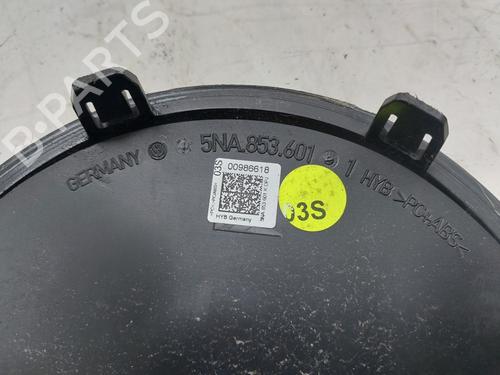 B-PARTS
GERMANY 5NA.853.601 1 HYB >PC+ABS<
03S
00986618
HYB Germany
03S